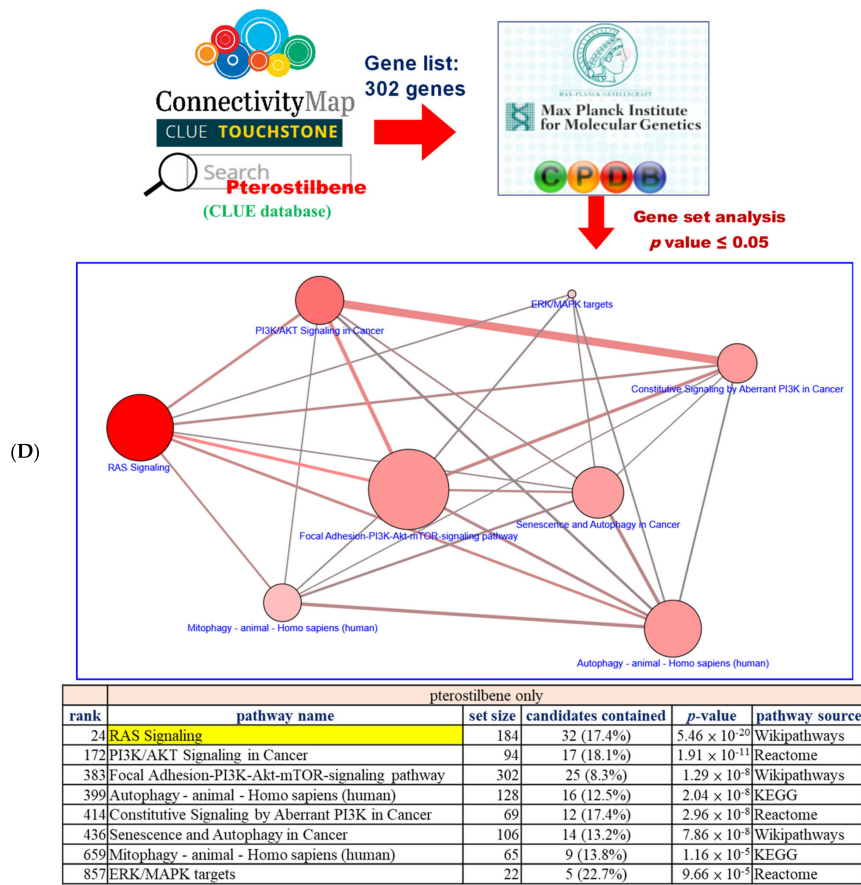 Gene list:
302 genes
ConnectivityMap
CLUE TOUCHSTONE
Search
Pterostilbene
(CLUE database)
MAX-PLANCK-GESELLSCHAFT
Max Planck Institute
for Molecular Genetics
C P D B
Gene set analysis
p value ≤ 0.05
(D)
PI3K/AKT Signaling in Cancer
ERK/MAPK targets
Constitutive Signaling by Aberrant PI3K in Cancer
RAS Signaling
Senescence and Autophagy in Cancer
Focal Adhesion-PI3K-Akt-mTOR-signaling pathway
Mitophagy - animal - Homo sapiens (human)
Autophagy - animal - Homo sapiens (human)
pterostilbene only
rank pathway name set size candidates contained p-value pathway source
24 RAS Signaling 184 32 (17.4%) 5.46 × 10⁻²⁰ Wikipathways
172 PI3K/AKT Signaling in Cancer 94 17 (18.1%) 1.91 × 10⁻¹¹ Reactome
383 Focal Adhesion-PI3K-Akt-mTOR-signaling pathway 302 25 (8.3%) 1.29 × 10⁻⁸ Wikipathways
399 Autophagy - animal - Homo sapiens (human) 128 16 (12.5%) 2.04 × 10⁻⁸ KEGG
414 Constitutive Signaling by Aberrant PI3K in Cancer 69 12 (17.4%) 2.96 × 10⁻⁸ Reactome
436 Senescence and Autophagy in Cancer 106 14 (13.2%) 7.86 × 10⁻⁸ Wikipathways
659 Mitophagy - animal - Homo sapiens (human) 65 9 (13.8%) 1.16 × 10⁻⁵ KEGG
857 ERK/MAPK targets 22 5 (22.7%) 9.66 × 10⁻⁵ Reactome